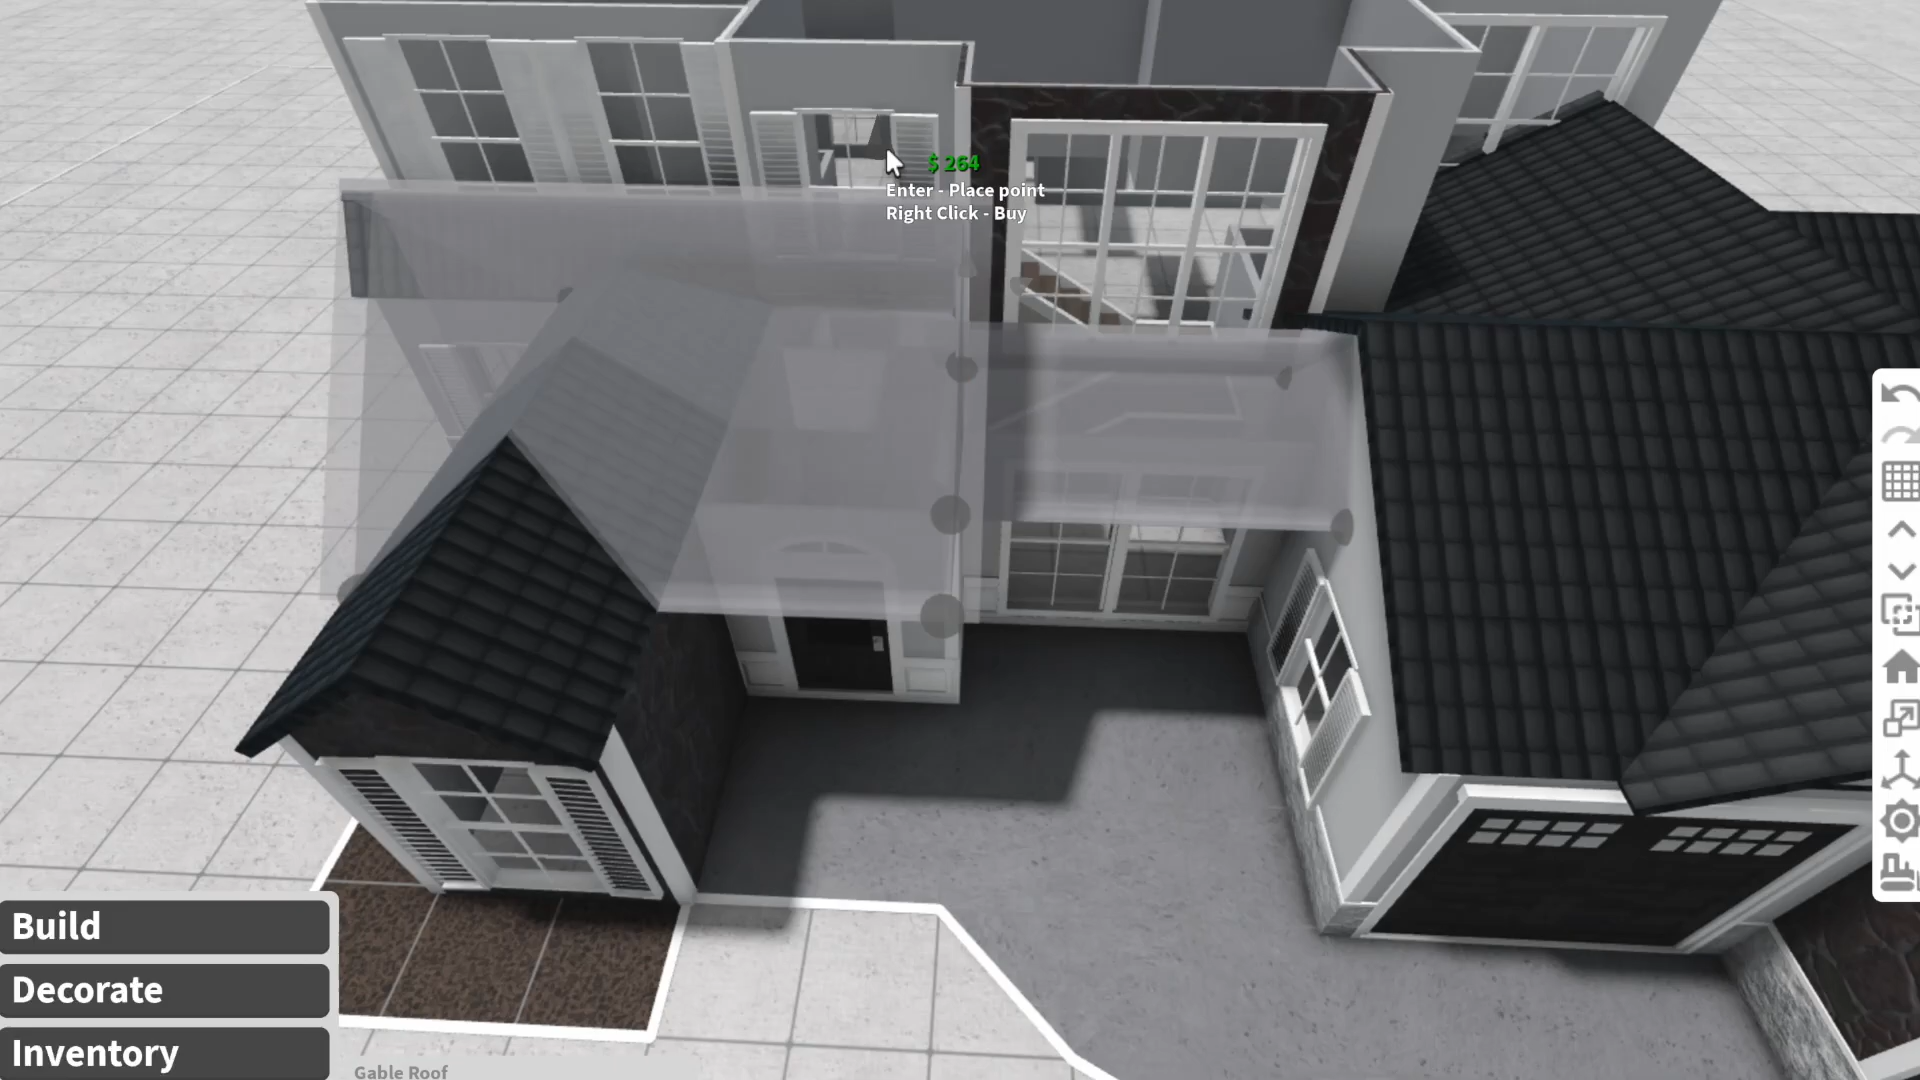 $ 264
Enter - Place point
Right Click - Buy
Build
Decorate
Inventory
Gable Roof